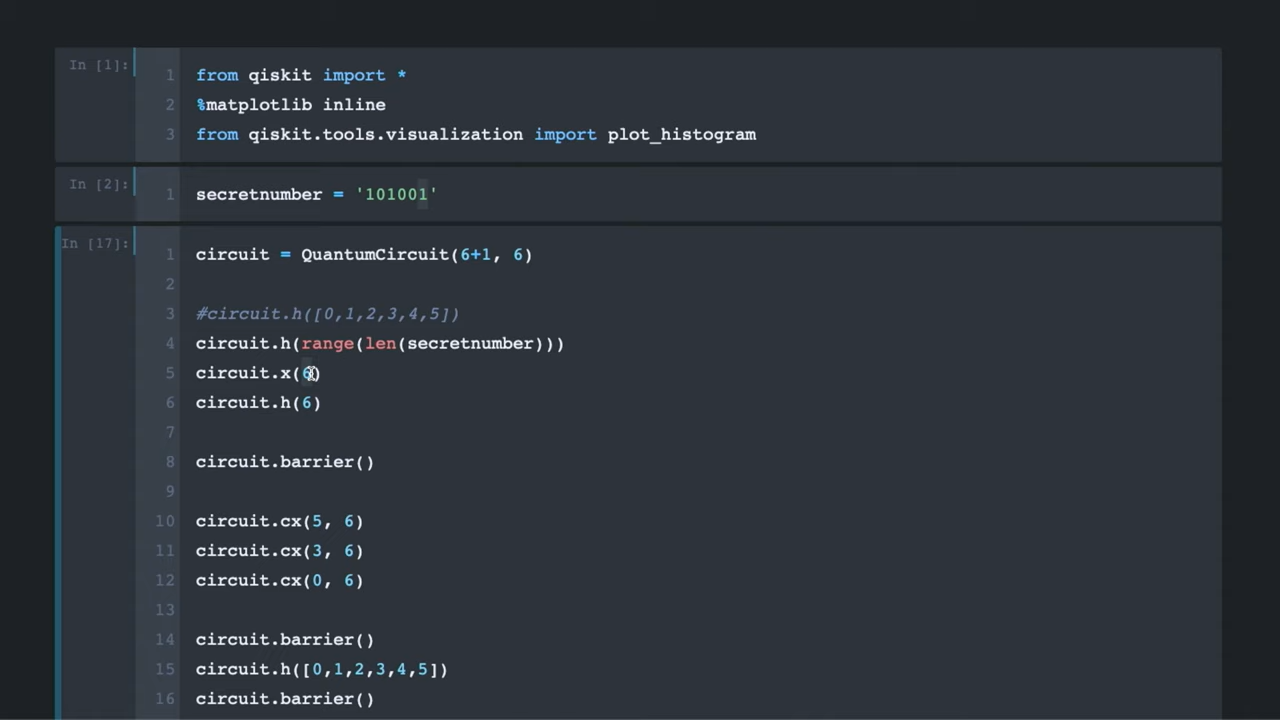 In [1]:
1 from qiskit import *
2 %matplotlib inline
3 from qiskit.tools.visualization import plot_histogram
In [2]:
1 secretnumber = '101001'
In [17]:
1 circuit = QuantumCircuit(6+1, 6)
2
3 #circuit.h([0,1,2,3,4,5])
4 circuit.h(range(len(secretnumber)))
5 circuit.x(6)
6 circuit.h(6)
7
8 circuit.barrier()
9
10 circuit.cx(5, 6)
11 circuit.cx(3, 6)
12 circuit.cx(0, 6)
13
14 circuit.barrier()
15 circuit.h([0,1,2,3,4,5])
16 circuit.barrier()